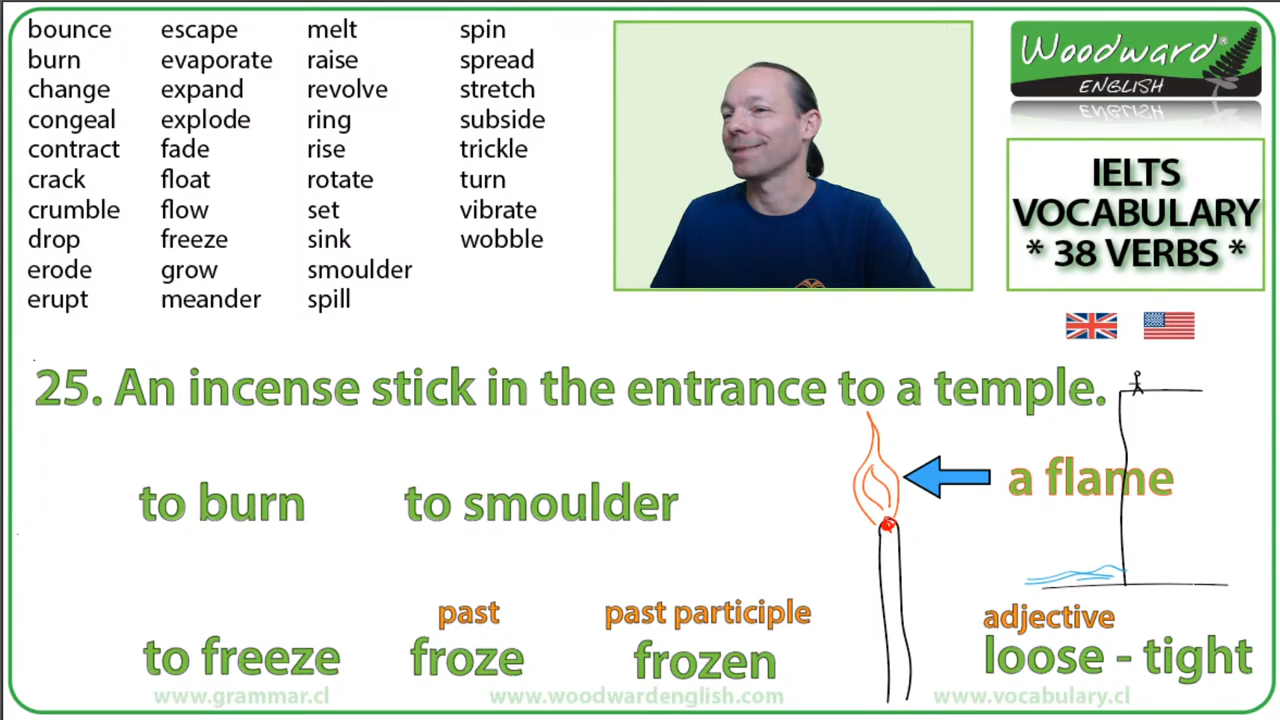 bounce escape melt spin
burn evaporate raise spread
change expand revolve stretch
congeal explode ring subside
contract fade rise trickle
crack float rotate turn
crumble flow set vibrate
drop freeze sink wobble
erode grow smoulder
erupt meander spill
Woodward®
ENGLISH
IELTS
VOCABULARY
* 38 VERBS *
25. An incense stick in the entrance to a temple.
a flame
to burn to smoulder
past past participle adjective
to freeze froze frozen loose - tight
www.grammar.cl www.woodwardenglish.com www.vocabulary.cl